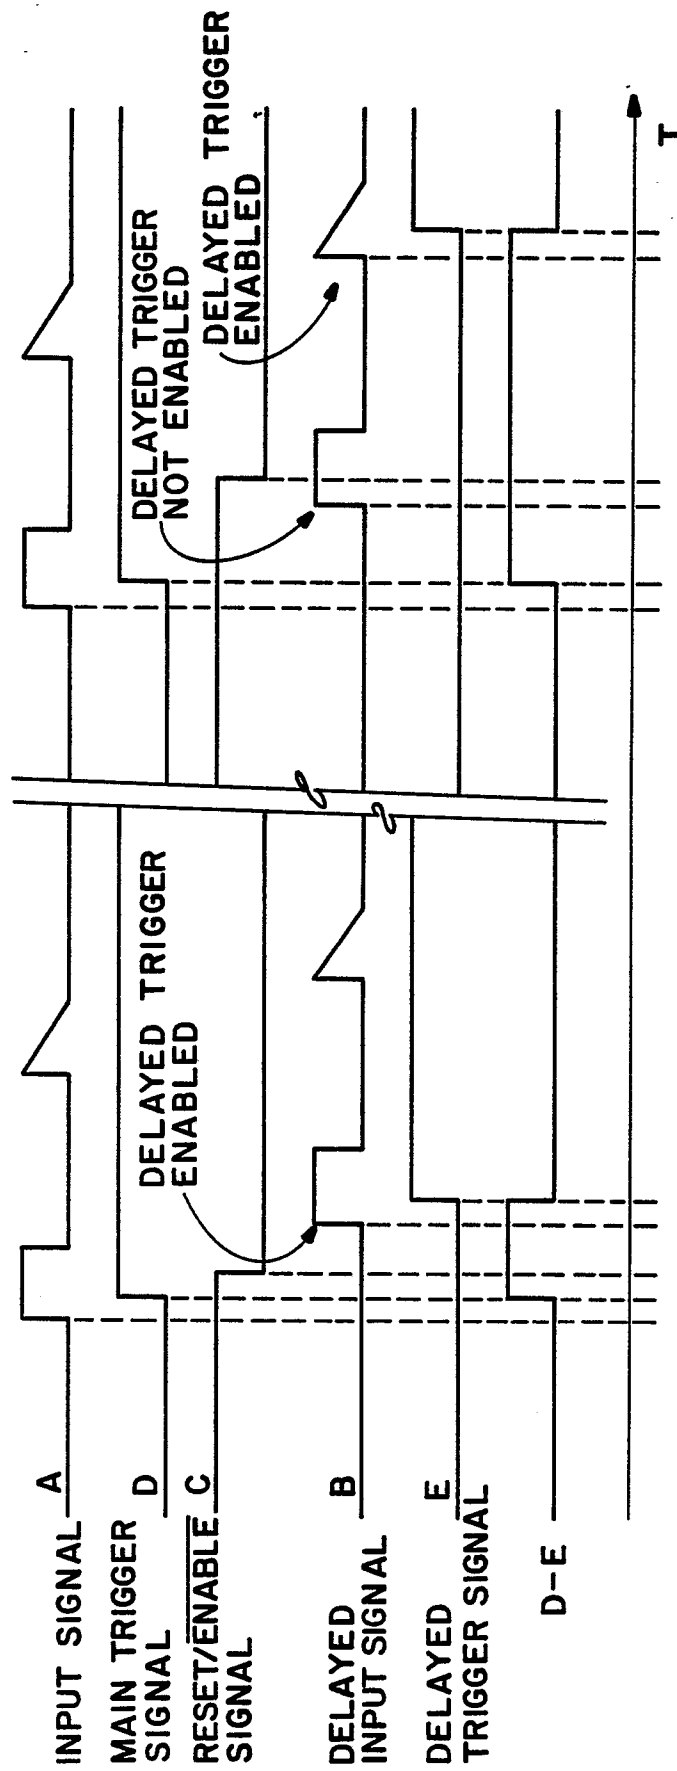 INPUT SIGNAL
A
MAIN TRIGGER
SIGNAL
D
RESET/ENABLE
SIGNAL
C
DELAYED
INPUT SIGNAL
B
DELAYED
TRIGGER SIGNAL
E
D-E
DELAYED TRIGGER
ENABLED
DELAYED TRIGGER
NOT ENABLED
DELAYED TRIGGER
ENABLED
T